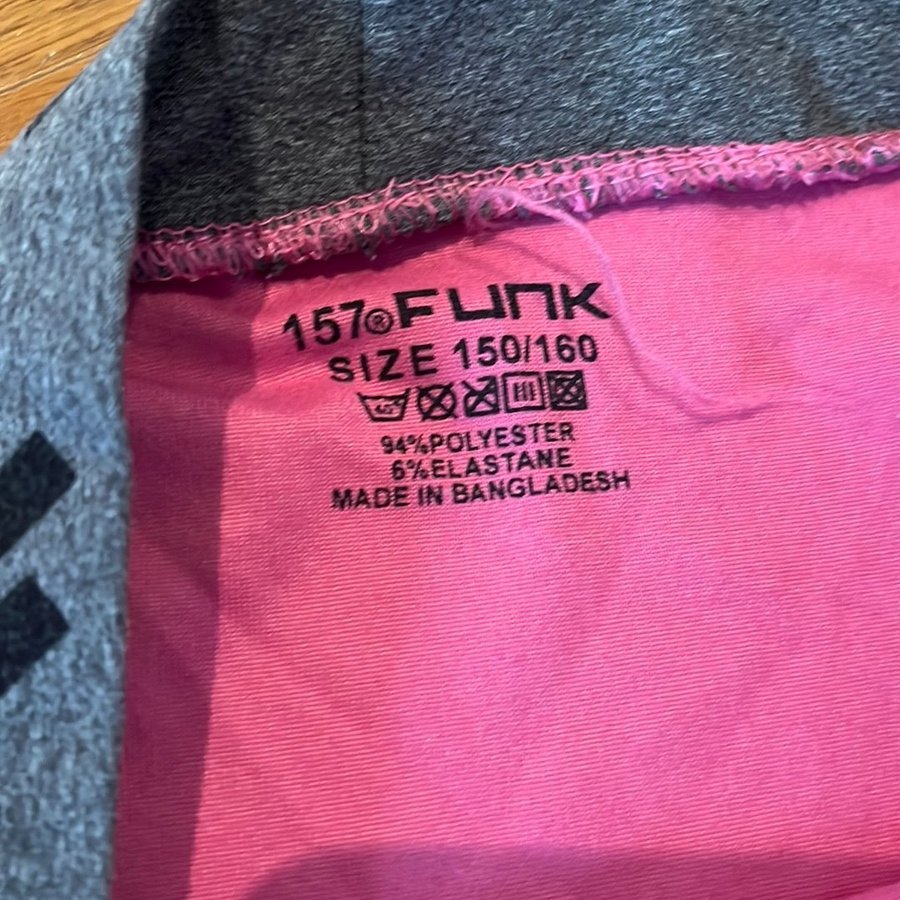 157® FUNK
SIZE 150/160
94%POLYESTER
6%ELASTANE
MADE IN BANGLADESH